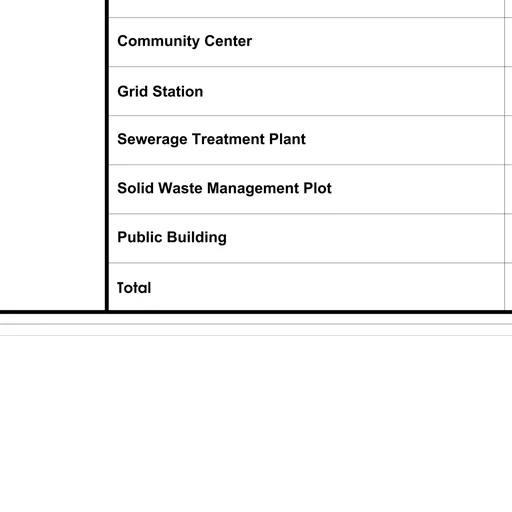 Community Center
Grid Station
Sewerage Treatment Plant
Solid Waste Management Plot
Public Building
Total